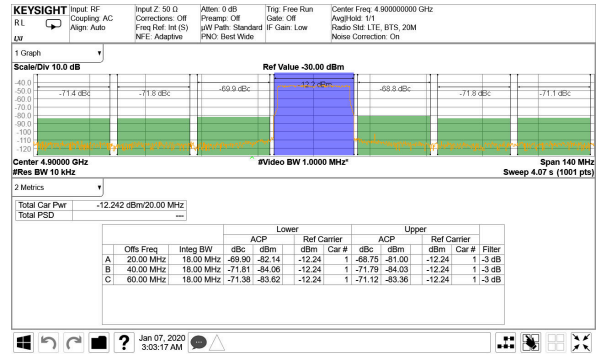 KEYSIGHT Input: RF Input Z: 50 Ω Atten: 0 dB Trig: Free Run Center Freq: 4.900000000 GHz
RL Coupling: AC Corrections: Off Preamp: Off Gate: Off Avg|Hold: 1/1
Align: Auto Freq Ref: Int (S) µW Path: Standard IF Gain: Low Radio Std: LTE, BTS, 20M
LXI NFE: Adaptive PNO: Best Wide Noise Correction: On
1 Graph
Scale/Div 10.0 dB Ref Value -30.00 dBm
-40.0
-50.0
-60.0
-70.0
-80.0
-90.0
-100
-110
-120
-71.4 dBc -71.8 dBc -69.9 dBc -12.2 dBm -68.8 dBc -71.8 dBc -71.1 dBc
Center 4.90000 GHz #Video BW 1.0000 MHz* Span 140 MHz
#Res BW 10 kHz Sweep 4.07 s (1001 pts)
2 Metrics
Total Car Pwr -12.242 dBm/20.00 MHz
Total PSD ---
Lower Upper
ACP Ref Carrier ACP Ref Carrier
Offs Freq Integ BW dBc dBm dBm Car # dBc dBm dBm Car # Filter
A 20.00 MHz 18.00 MHz -69.90 -82.14 -12.24 1 -68.75 -81.00 -12.24 1 -3 dB
B 40.00 MHz 18.00 MHz -71.81 -84.06 -12.24 1 -71.79 -84.03 -12.24 1 -3 dB
C 60.00 MHz 18.00 MHz -71.38 -83.62 -12.24 1 -71.12 -83.36 -12.24 1 -3 dB
? Jan 07, 2020
3:03:17 AM